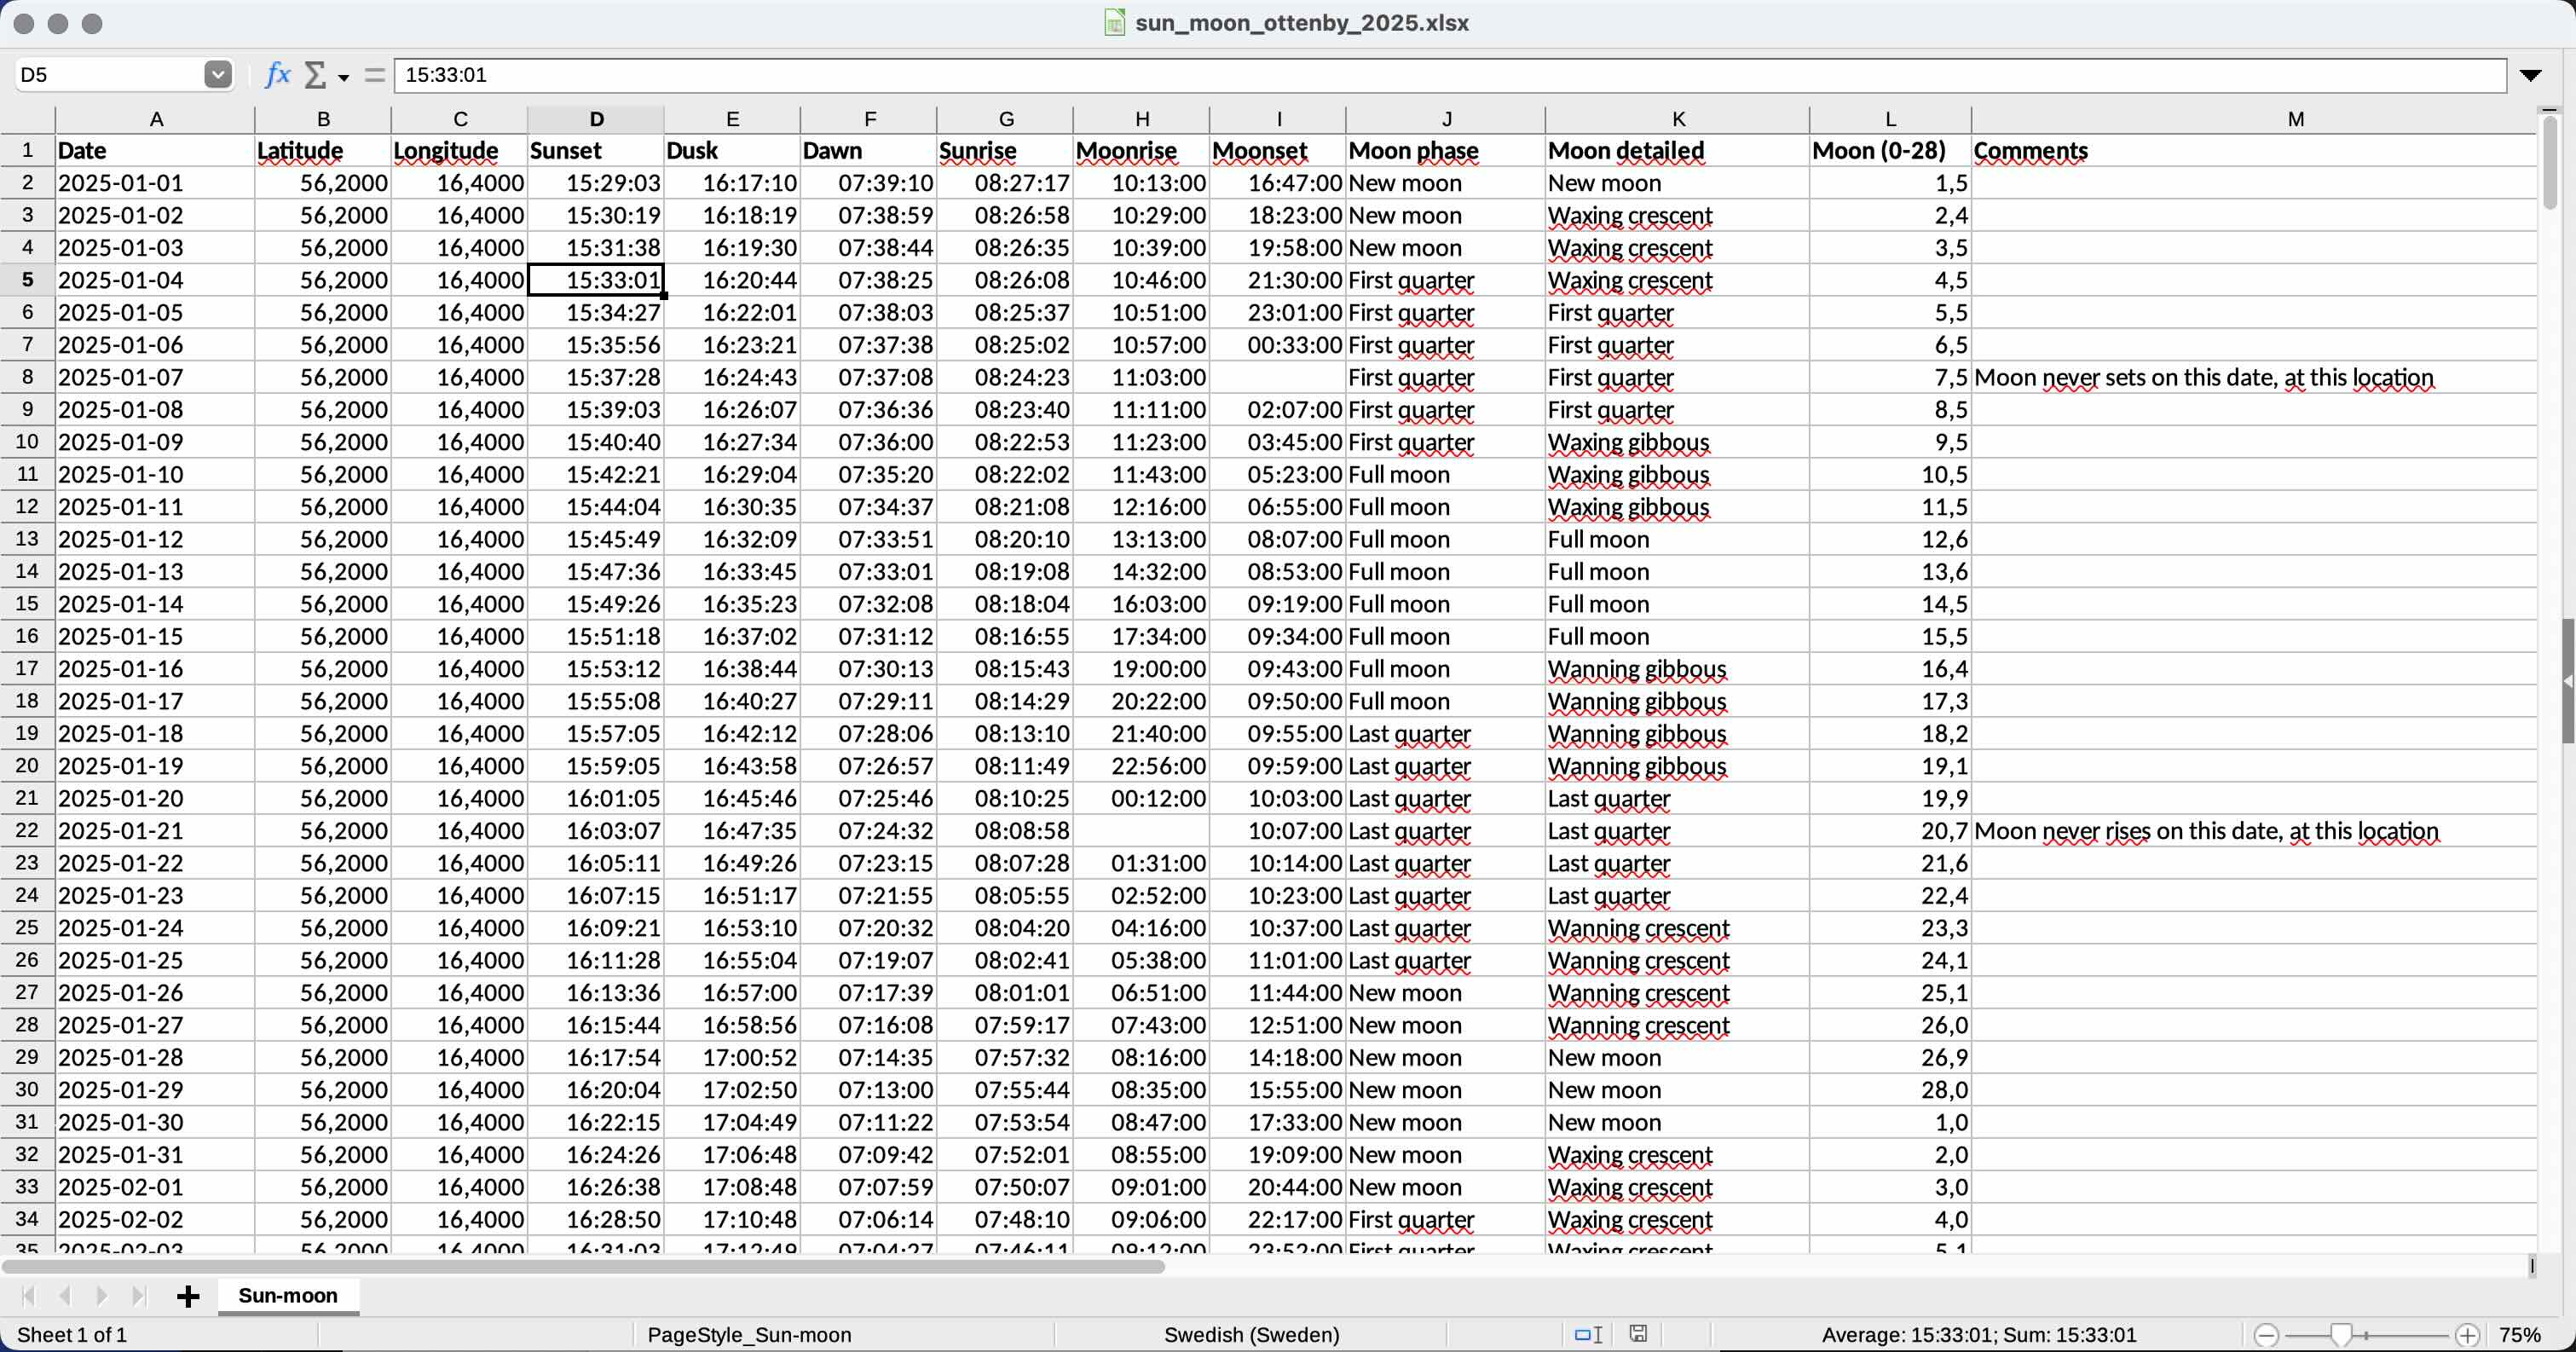 sun_moon_ottenby_2025.xlsx
D5 fx Σ = 15:33:01
A B C D E F G H I J K L M
1 Date Latitude Longitude Sunset Dusk Dawn Sunrise Moonrise Moonset Moon phase Moon detailed Moon (0-28) Comments
2 2025-01-01 56,2000 16,4000 15:29:03 16:17:10 07:39:10 08:27:17 10:13:00 16:47:00 New moon New moon 1,5
3 2025-01-02 56,2000 16,4000 15:30:19 16:18:19 07:38:59 08:26:58 10:29:00 18:23:00 New moon Waxing crescent 2,4
4 2025-01-03 56,2000 16,4000 15:31:38 16:19:30 07:38:44 08:26:35 10:39:00 19:58:00 New moon Waxing crescent 3,5
5 2025-01-04 56,2000 16,4000 15:33:01 16:20:44 07:38:25 08:26:08 10:46:00 21:30:00 First quarter Waxing crescent 4,5
6 2025-01-05 56,2000 16,4000 15:34:27 16:22:01 07:38:03 08:25:37 10:51:00 23:01:00 First quarter First quarter 5,5
7 2025-01-06 56,2000 16,4000 15:35:56 16:23:21 07:37:38 08:25:02 10:57:00 00:33:00 First quarter First quarter 6,5
8 2025-01-07 56,2000 16,4000 15:37:28 16:24:43 07:37:08 08:24:23 11:03:00 First quarter First quarter 7,5 Moon never sets on this date, at this location
9 2025-01-08 56,2000 16,4000 15:39:03 16:26:07 07:36:36 08:23:40 11:11:00 02:07:00 First quarter First quarter 8,5
10 2025-01-09 56,2000 16,4000 15:40:40 16:27:34 07:36:00 08:22:53 11:23:00 03:45:00 First quarter Waxing gibbous 9,5
11 2025-01-10 56,2000 16,4000 15:42:21 16:29:04 07:35:20 08:22:02 11:43:00 05:23:00 Full moon Waxing gibbous 10,5
12 2025-01-11 56,2000 16,4000 15:44:04 16:30:35 07:34:37 08:21:08 12:16:00 06:55:00 Full moon Waxing gibbous 11,5
13 2025-01-12 56,2000 16,4000 15:45:49 16:32:09 07:33:51 08:20:10 13:13:00 08:07:00 Full moon Full moon 12,6
14 2025-01-13 56,2000 16,4000 15:47:36 16:33:45 07:33:01 08:19:08 14:32:00 08:53:00 Full moon Full moon 13,6
15 2025-01-14 56,2000 16,4000 15:49:26 16:35:23 07:32:08 08:18:04 16:03:00 09:19:00 Full moon Full moon 14,5
16 2025-01-15 56,2000 16,4000 15:51:18 16:37:02 07:31:12 08:16:55 17:34:00 09:34:00 Full moon Full moon 15,5
17 2025-01-16 56,2000 16,4000 15:53:12 16:38:44 07:30:13 08:15:43 19:00:00 09:43:00 Full moon Wanning gibbous 16,4
18 2025-01-17 56,2000 16,4000 15:55:08 16:40:27 07:29:11 08:14:29 20:22:00 09:50:00 Full moon Wanning gibbous 17,3
19 2025-01-18 56,2000 16,4000 15:57:05 16:42:12 07:28:06 08:13:10 21:40:00 09:55:00 Last quarter Wanning gibbous 18,2
20 2025-01-19 56,2000 16,4000 15:59:05 16:43:58 07:26:57 08:11:49 22:56:00 09:59:00 Last quarter Wanning gibbous 19,1
21 2025-01-20 56,2000 16,4000 16:01:05 16:45:46 07:25:46 08:10:25 00:12:00 10:03:00 Last quarter Last quarter 19,9
22 2025-01-21 56,2000 16,4000 16:03:07 16:47:35 07:24:32 08:08:58 10:07:00 Last quarter Last quarter 20,7 Moon never rises on this date, at this location
23 2025-01-22 56,2000 16,4000 16:05:11 16:49:26 07:23:15 08:07:28 01:31:00 10:14:00 Last quarter Last quarter 21,6
24 2025-01-23 56,2000 16,4000 16:07:15 16:51:17 07:21:55 08:05:55 02:52:00 10:23:00 Last quarter Last quarter 22,4
25 2025-01-24 56,2000 16,4000 16:09:21 16:53:10 07:20:32 08:04:20 04:16:00 10:37:00 Last quarter Wanning crescent 23,3
26 2025-01-25 56,2000 16,4000 16:11:28 16:55:04 07:19:07 08:02:41 05:38:00 11:01:00 Last quarter Wanning crescent 24,1
27 2025-01-26 56,2000 16,4000 16:13:36 16:57:00 07:17:39 08:01:01 06:51:00 11:44:00 New moon Wanning crescent 25,1
28 2025-01-27 56,2000 16,4000 16:15:44 16:58:56 07:16:08 07:59:17 07:43:00 12:51:00 New moon Wanning crescent 26,0
29 2025-01-28 56,2000 16,4000 16:17:54 17:00:52 07:14:35 07:57:32 08:16:00 14:18:00 New moon New moon 26,9
30 2025-01-29 56,2000 16,4000 16:20:04 17:02:50 07:13:00 07:55:44 08:35:00 15:55:00 New moon New moon 28,0
31 2025-01-30 56,2000 16,4000 16:22:15 17:04:49 07:11:22 07:53:54 08:47:00 17:33:00 New moon New moon 1,0
32 2025-01-31 56,2000 16,4000 16:24:26 17:06:48 07:09:42 07:52:01 08:55:00 19:09:00 New moon Waxing crescent 2,0
33 2025-02-01 56,2000 16,4000 16:26:38 17:08:48 07:07:59 07:50:07 09:01:00 20:44:00 New moon Waxing crescent 3,0
34 2025-02-02 56,2000 16,4000 16:28:50 17:10:48 07:06:14 07:48:10 09:06:00 22:17:00 First quarter Waxing crescent 4,0
35 2025-02-03 56,2000 16,4000 16:31:03 17:12:49 07:04:27 07:46:11 09:12:00 23:52:00 First quarter Waxing crescent 5,1
Sun-moon
Sheet 1 of 1 PageStyle_Sun-moon Swedish (Sweden) Average: 15:33:01; Sum: 15:33:01 75%